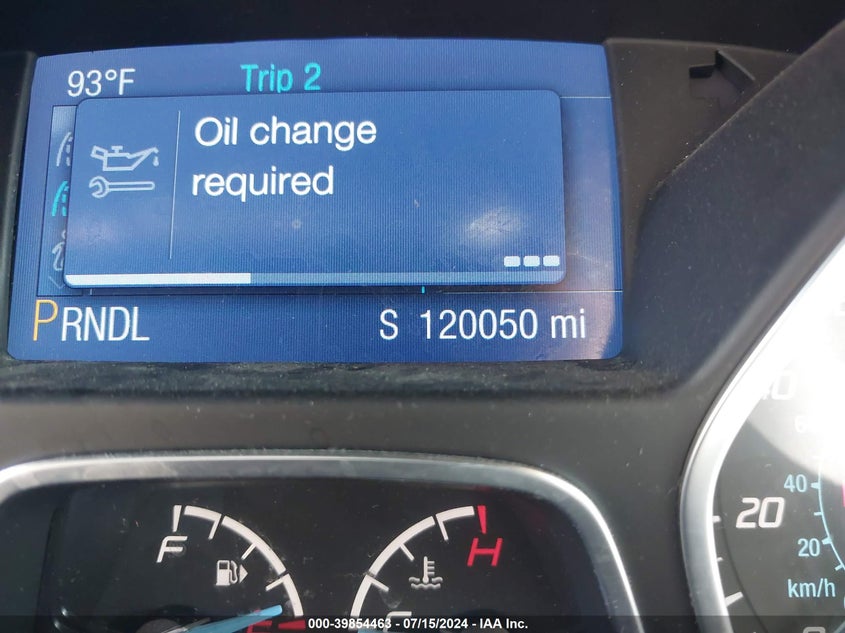 93°F Trip 2
Oil change
required
PRNDL S 120050 mi
F H
20 40
20
km/h
000-39854463 - 07/15/2024 - IAA Inc.